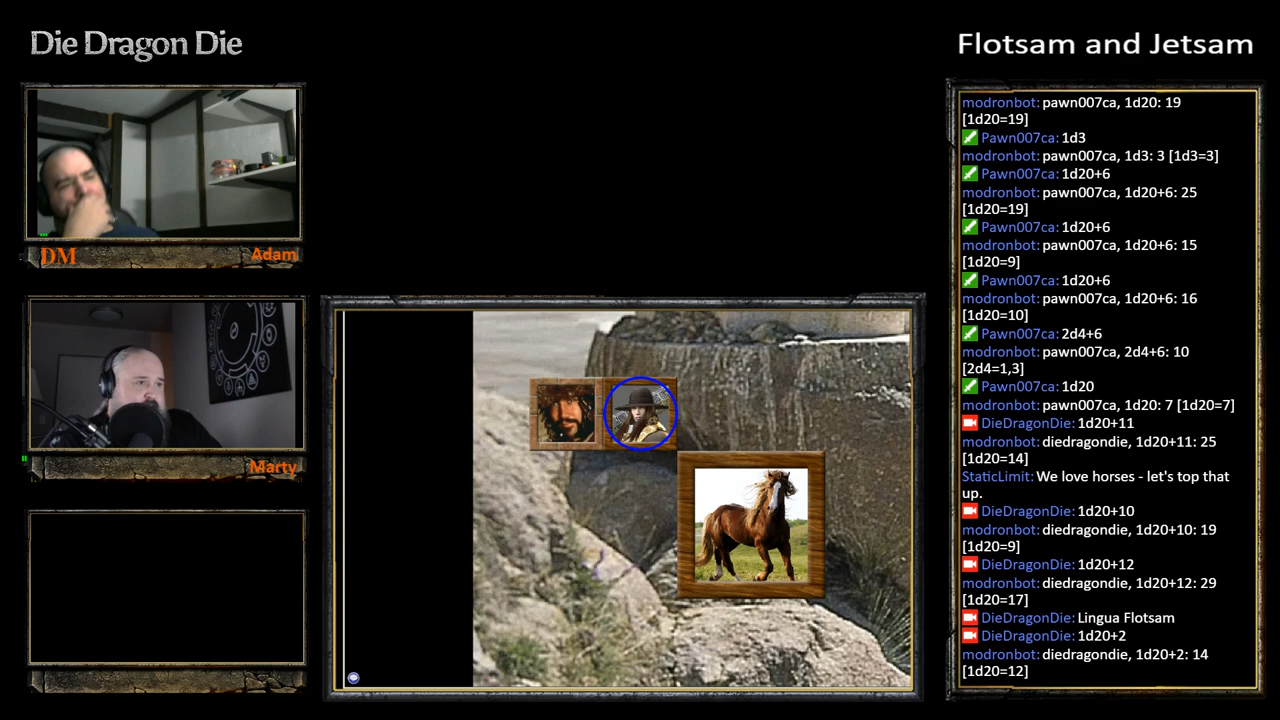 Die Dragon Die
Flotsam and Jetsam
DM
Adam
Marty
modronbot: pawn007ca, 1d20: 19
[1d20=19]
Pawn007ca: 1d3
modronbot: pawn007ca, 1d3: 3 [1d3=3]
Pawn007ca: 1d20+6
modronbot: pawn007ca, 1d20+6: 25
[1d20=19]
Pawn007ca: 1d20+6
modronbot: pawn007ca, 1d20+6: 15
[1d20=9]
Pawn007ca: 1d20+6
modronbot: pawn007ca, 1d20+6: 16
[1d20=10]
Pawn007ca: 2d4+6
modronbot: pawn007ca, 2d4+6: 10
[2d4=1,3]
Pawn007ca: 1d20
modronbot: pawn007ca, 1d20: 7 [1d20=7]
DieDragonDie: 1d20+11
modronbot: diedragondie, 1d20+11: 25
[1d20=14]
StaticLimit: We love horses - let's top that
up.
DieDragonDie: 1d20+10
modronbot: diedragondie, 1d20+10: 19
[1d20=9]
DieDragonDie: 1d20+12
modronbot: diedragondie, 1d20+12: 29
[1d20=17]
DieDragonDie: Lingua Flotsam
DieDragonDie: 1d20+2
modronbot: diedragondie, 1d20+2: 14
[1d20=12]